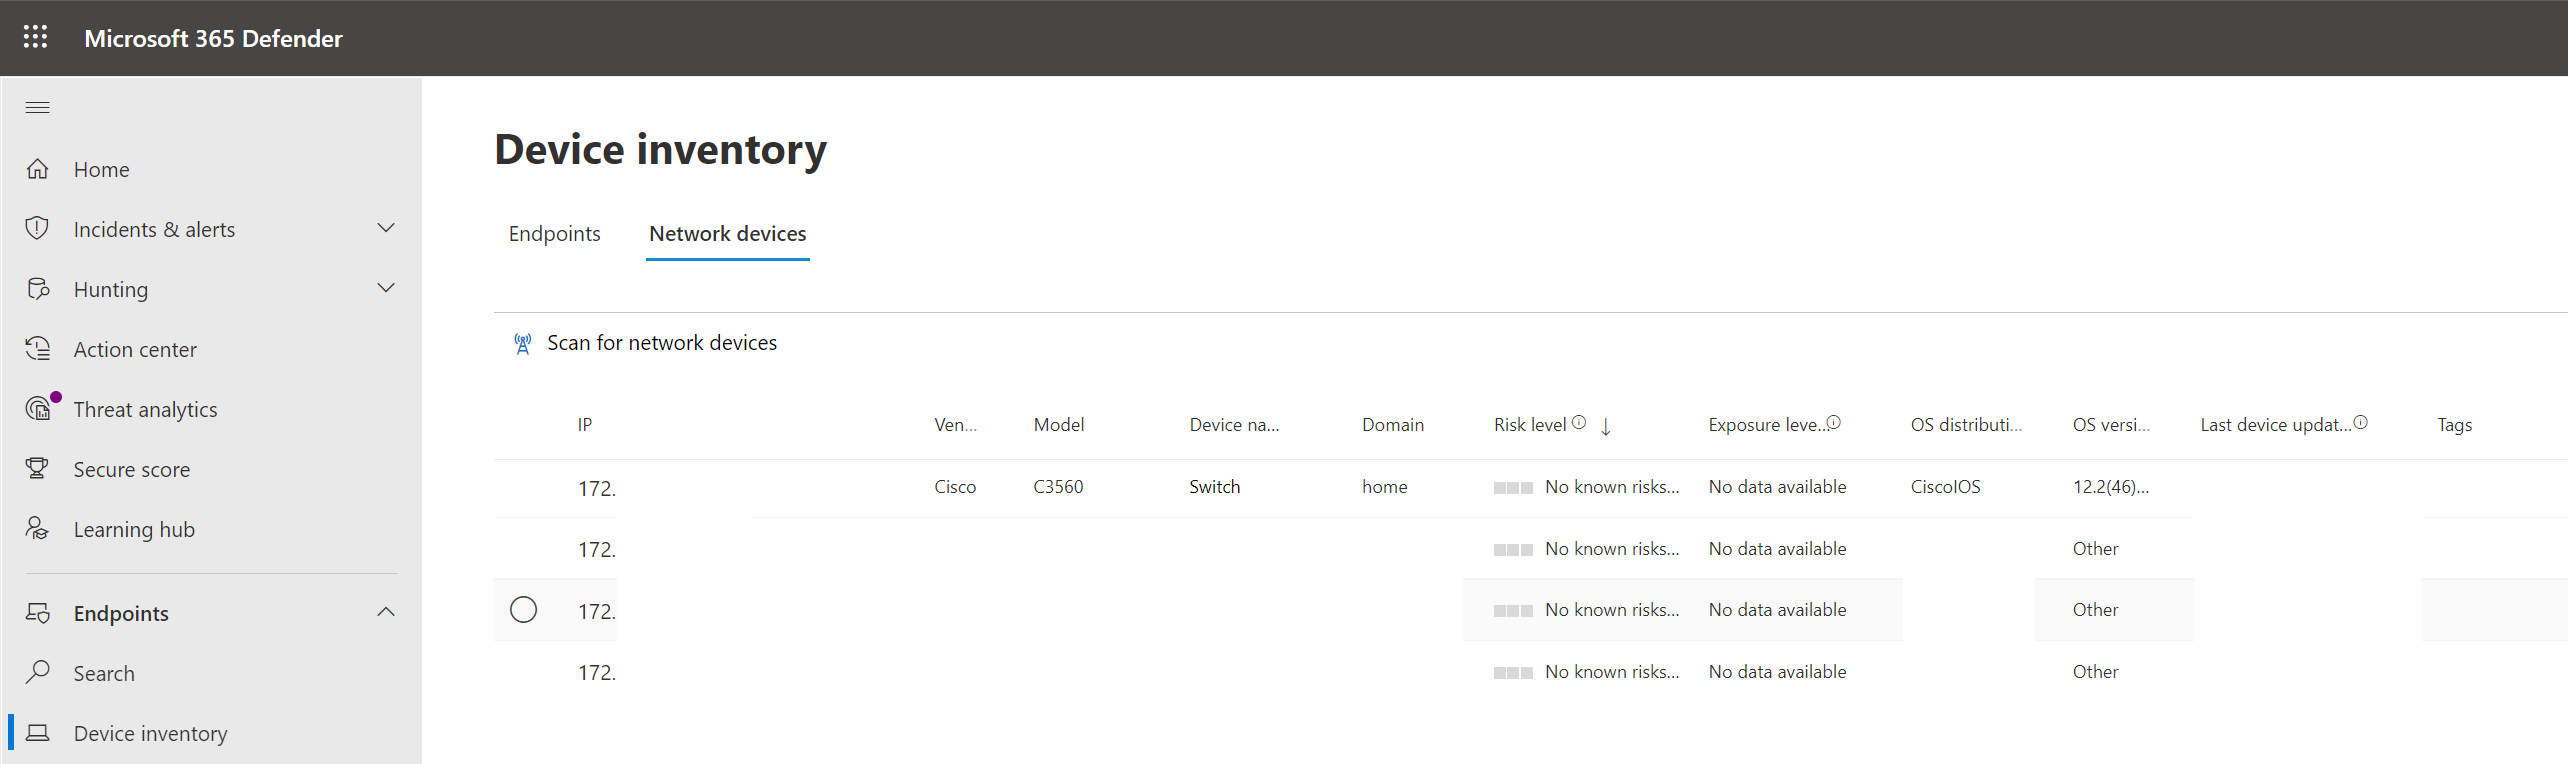 Microsoft 365 Defender
Home
Incidents & alerts
Hunting
Action center
Threat analytics
Secure score
Learning hub
Endpoints
Search
Device inventory
Device inventory
Endpoints Network devices
Scan for network devices
IP Ven... Model Device na... Domain Risk level Exposure leve... OS distributi... OS versi... Last device updat... Tags
172. Cisco C3560 Switch home No known risks... No data available CiscoIOS 12.2(46)...
172. No known risks... No data available Other
172. No known risks... No data available Other
172. No known risks... No data available Other